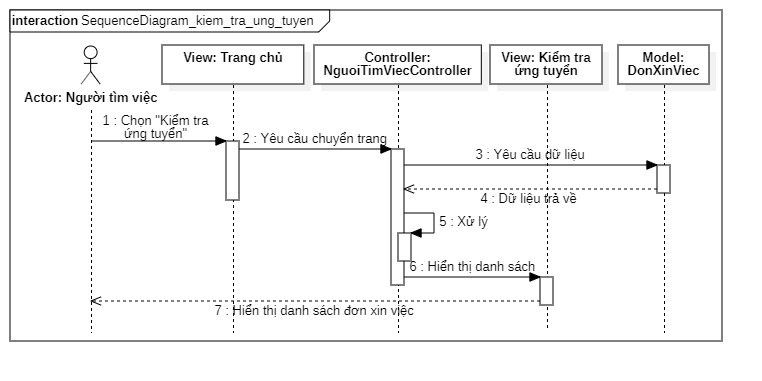 interaction SequenceDiagram_kiem_tra_ung_tuyen
Actor: Người tìm việc
View: Trang chủ
Controller:
NguoiTimViecController
View: Kiểm tra
ứng tuyển
Model:
DonXinViec
1 : Chọn "Kiểm tra
ứng tuyển"
2 : Yêu cầu chuyển trang
3 : Yêu cầu dữ liệu
4 : Dữ liệu trả về
5 : Xử lý
6 : Hiển thị danh sách
7 : Hiển thị danh sách đơn xin việc